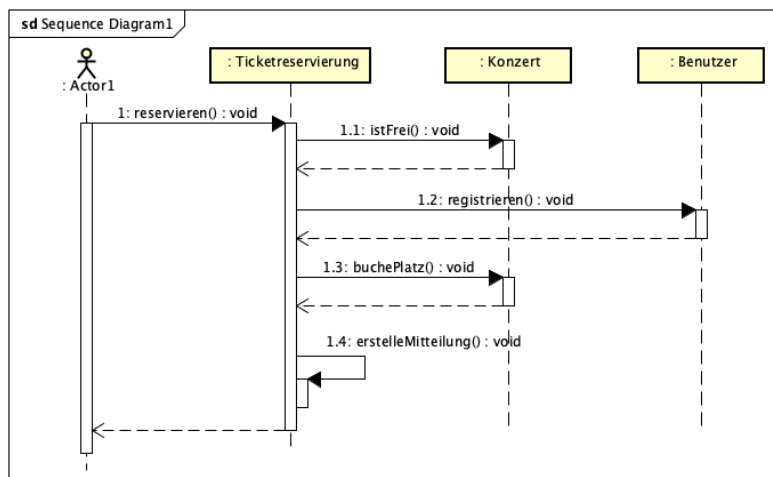 sd Sequence Diagram1
: Actor1
: Ticketreservierung
: Konzert
: Benutzer
1: reservieren() : void
1.1: istFrei() : void
1.2: registrieren() : void
1.3: buchePlatz() : void
1.4: erstelleMitteilung() : void